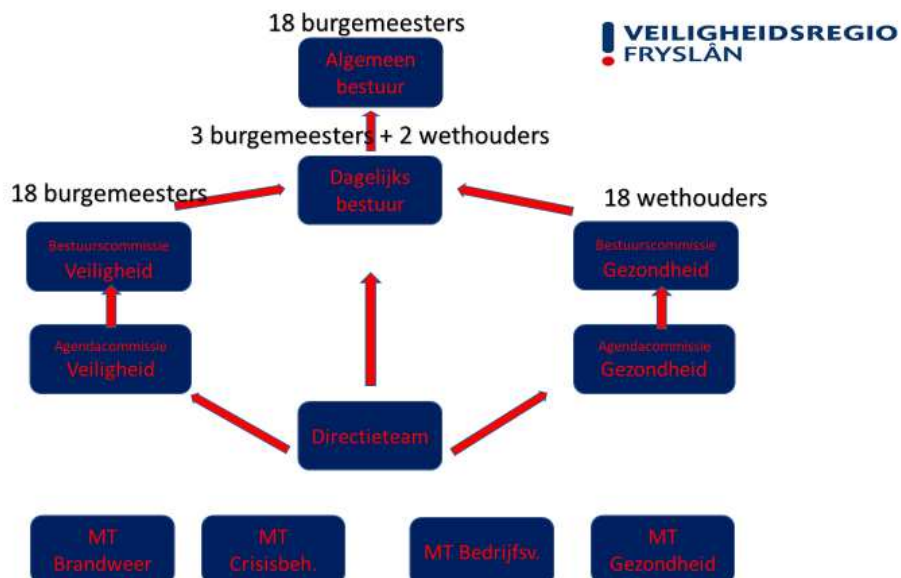 18 burgemeesters
VEILIGHEIDSREGIO
FRYSLÂN
Algemeen
bestuur
3 burgemeesters + 2 wethouders
Dagelijks
bestuur
18 burgemeesters
18 wethouders
Bestuurscommissie
Veiligheid
Bestuurscommissie
Gezondheid
Agendacommissie
Veiligheid
Agendacommissie
Gezondheid
Directieteam
MT
Brandweer
MT
Crisisbeh.
MT Bedrijfsv.
MT
Gezondheid